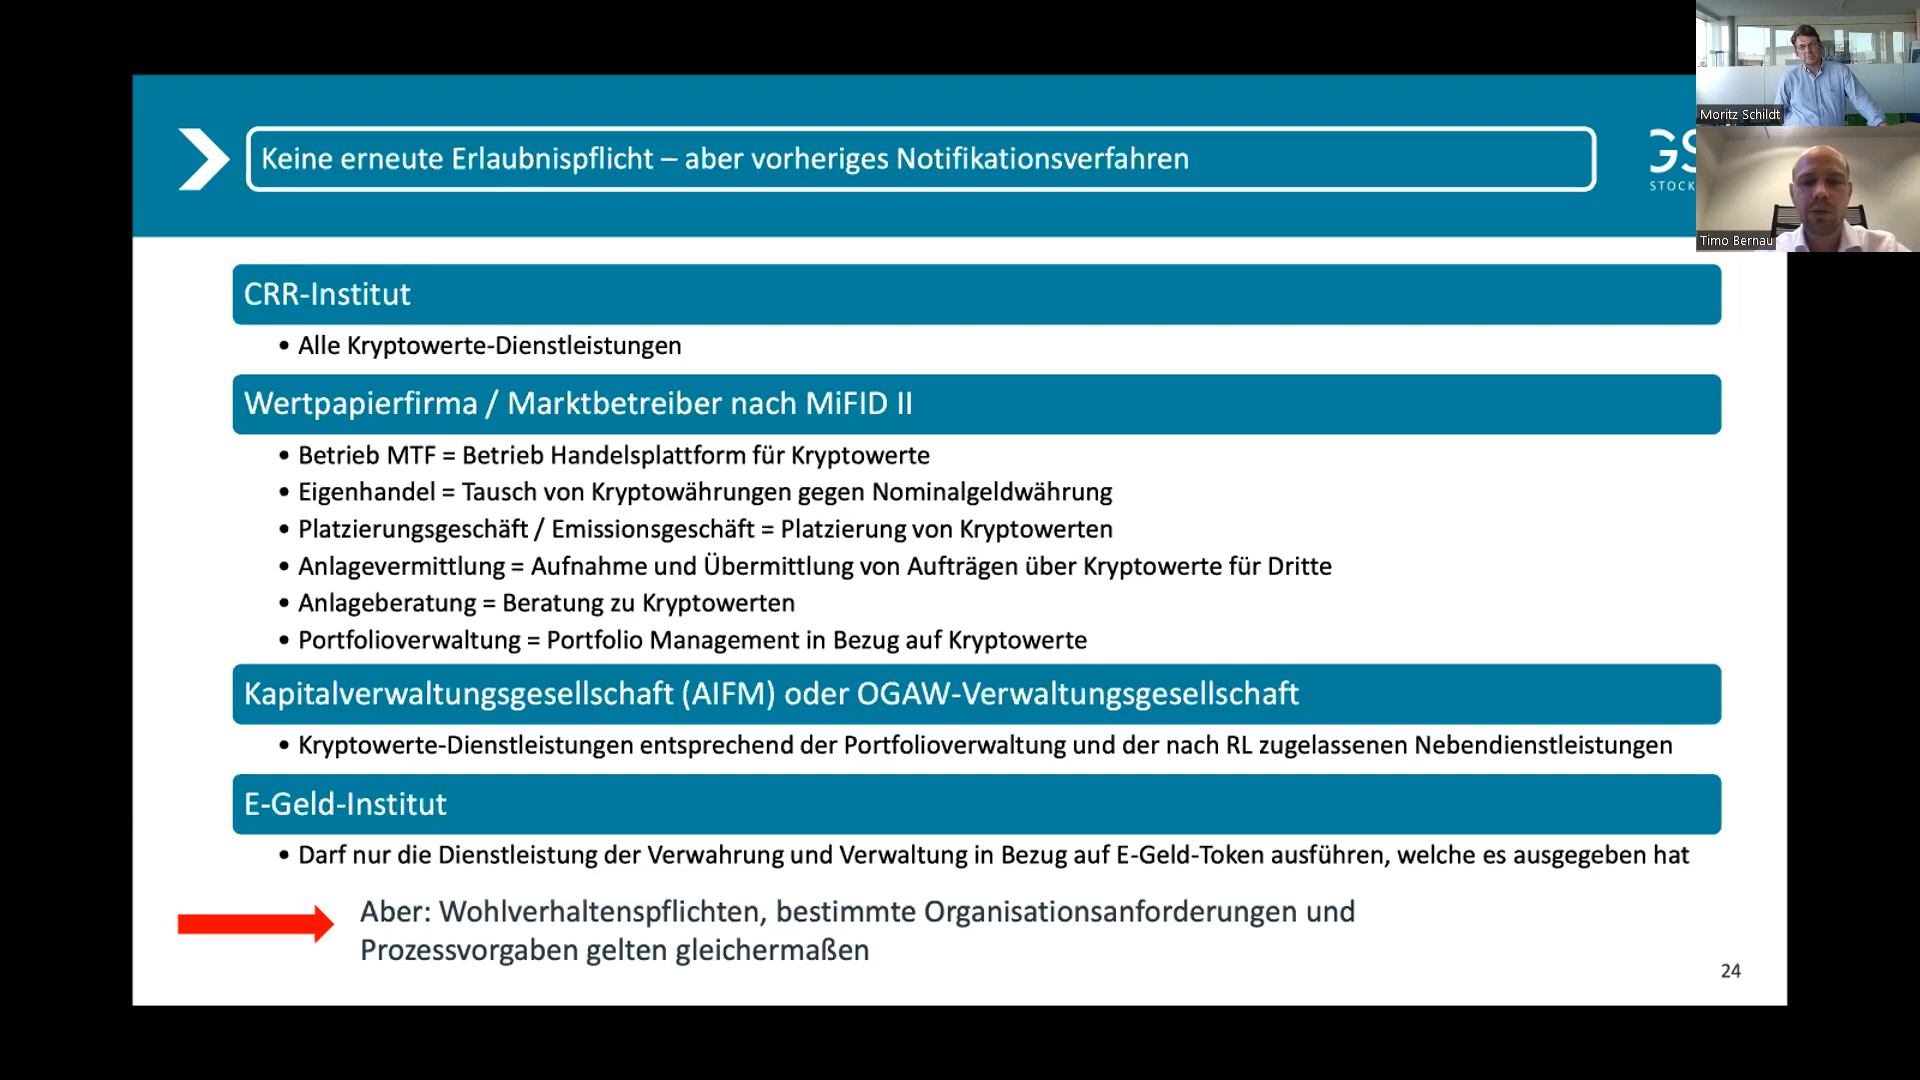 Keine erneute Erlaubnispflicht – aber vorheriges Notifikationsverfahren
GS
STOCK
Moritz Schildt
Timo Bernau
CRR-Institut
• Alle Kryptowerte-Dienstleistungen
Wertpapierfirma / Marktbetreiber nach MiFID II
• Betrieb MTF = Betrieb Handelsplattform für Kryptowerte
• Eigenhandel = Tausch von Kryptowährungen gegen Nominalgeldwährung
• Platzierungsgeschäft / Emissionsgeschäft = Platzierung von Kryptowerten
• Anlagevermittlung = Aufnahme und Übermittlung von Aufträgen über Kryptowerte für Dritte
• Anlageberatung = Beratung zu Kryptowerten
• Portfolioverwaltung = Portfolio Management in Bezug auf Kryptowerte
Kapitalverwaltungsgesellschaft (AIFM) oder OGAW-Verwaltungsgesellschaft
• Kryptowerte-Dienstleistungen entsprechend der Portfolioverwaltung und der nach RL zugelassenen Nebendienstleistungen
E-Geld-Institut
• Darf nur die Dienstleistung der Verwahrung und Verwaltung in Bezug auf E-Geld-Token ausführen, welche es ausgegeben hat
Aber: Wohlverhaltenspflichten, bestimmte Organisationsanforderungen und
Prozessvorgaben gelten gleichermaßen
24